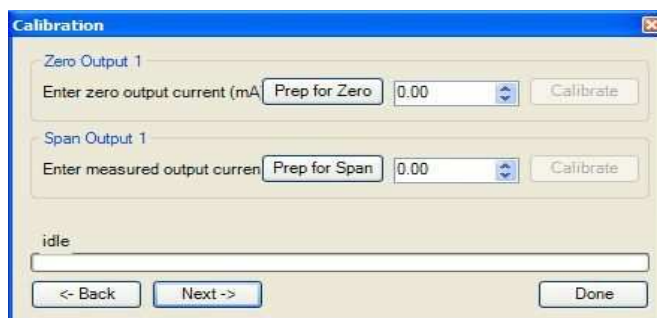 Calibration
Zero Output 1
Enter zero output current (mA Prep for Zero 0.00 Calibrate
Span Output 1
Enter measured output curren Prep for Span 0.00 Calibrate
idle
<- Back Next -> Done